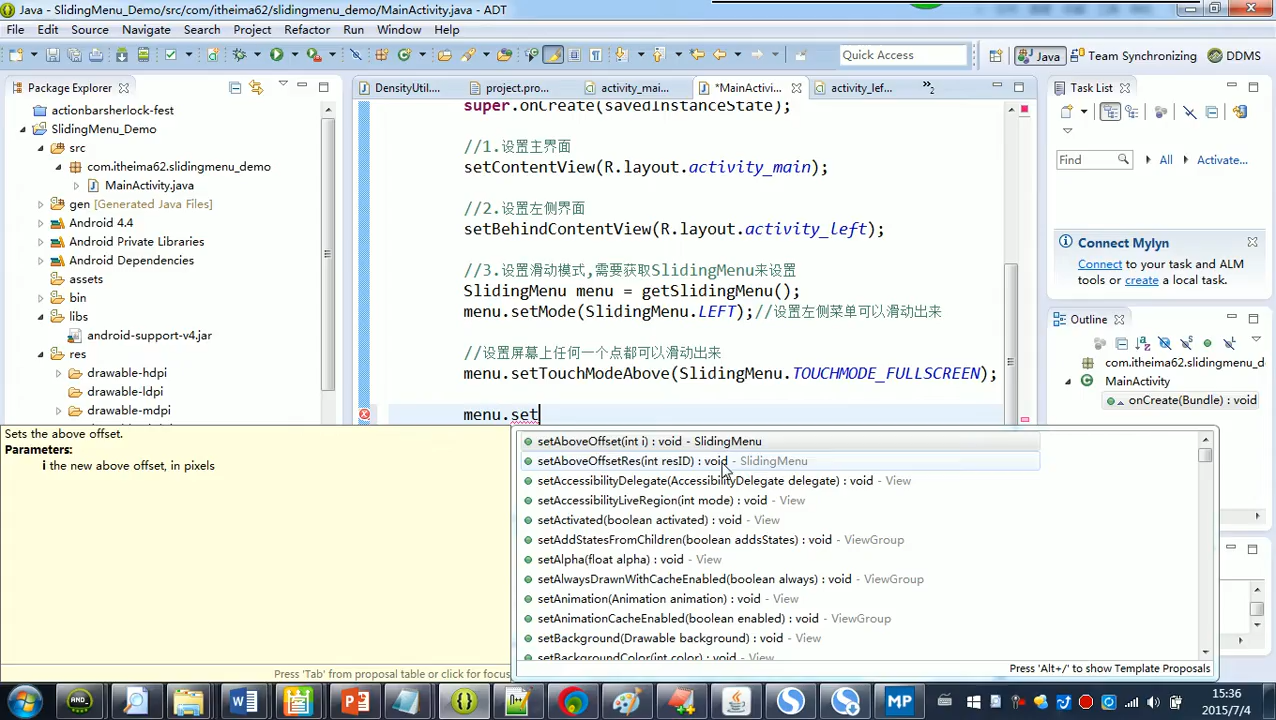 Java - SlidingMenu_Demo/src/com/itheima62/slidingmenu_demo/MainActivity.java - ADT
File Edit Source Navigate Search Project Refactor Run Window Help
Quick Access
Java
Team Synchronizing
DDMS
Package Explorer
DensityUtil....
project.pro...
activity_mai...
*MainActivi...
activity_lef...
»2
Task List
actionbarsherlock-fest
SlidingMenu_Demo
src
com.itheima62.slidingmenu_demo
MainActivity.java
gen [Generated Java Files]
Android 4.4
Android Private Libraries
Android Dependencies
assets
bin
libs
android-support-v4.jar
res
drawable-hdpi
drawable-ldpi
drawable-mdpi
super.onCreate(savedInstanceState);
//1.设置主界面
setContentView(R.layout.activity_main);
//2.设置左侧界面
setBehindContentView(R.layout.activity_left);
//3.设置滑动模式,需要获取SlidingMenu来设置
SlidingMenu menu = getSlidingMenu();
menu.setMode(SlidingMenu.LEFT);//设置左侧菜单可以滑动出来
//设置屏幕上任何一个点都可以滑动出来
menu.setTouchModeAbove(SlidingMenu.TOUCHMODE_FULLSCREEN);
menu.set
Find
All
Activate...
Connect Mylyn
Connect to your task and ALM
tools or create a local task.
Outline
com.itheima62.slidingmenu_d
MainActivity
onCreate(Bundle) : void
Sets the above offset.
Parameters:
i the new above offset, in pixels
Press 'Tab' from proposal table or click for focus
setAboveOffset(int i) : void - SlidingMenu
setAboveOffsetRes(int resID) : void - SlidingMenu
setAccessibilityDelegate(AccessibilityDelegate delegate) : void - View
setAccessibilityLiveRegion(int mode) : void - View
setActivated(boolean activated) : void - View
setAddStatesFromChildren(boolean addsStates) : void - ViewGroup
setAlpha(float alpha) : void - View
setAlwaysDrawnWithCacheEnabled(boolean always) : void - ViewGroup
setAnimation(Animation animation) : void - View
setAnimationCacheEnabled(boolean enabled) : void - ViewGroup
setBackground(Drawable background) : void - View
setBackgroundColor(int color) : void - View
Press 'Alt+/' to show Template Proposals
MP
15:36
2015/7/4